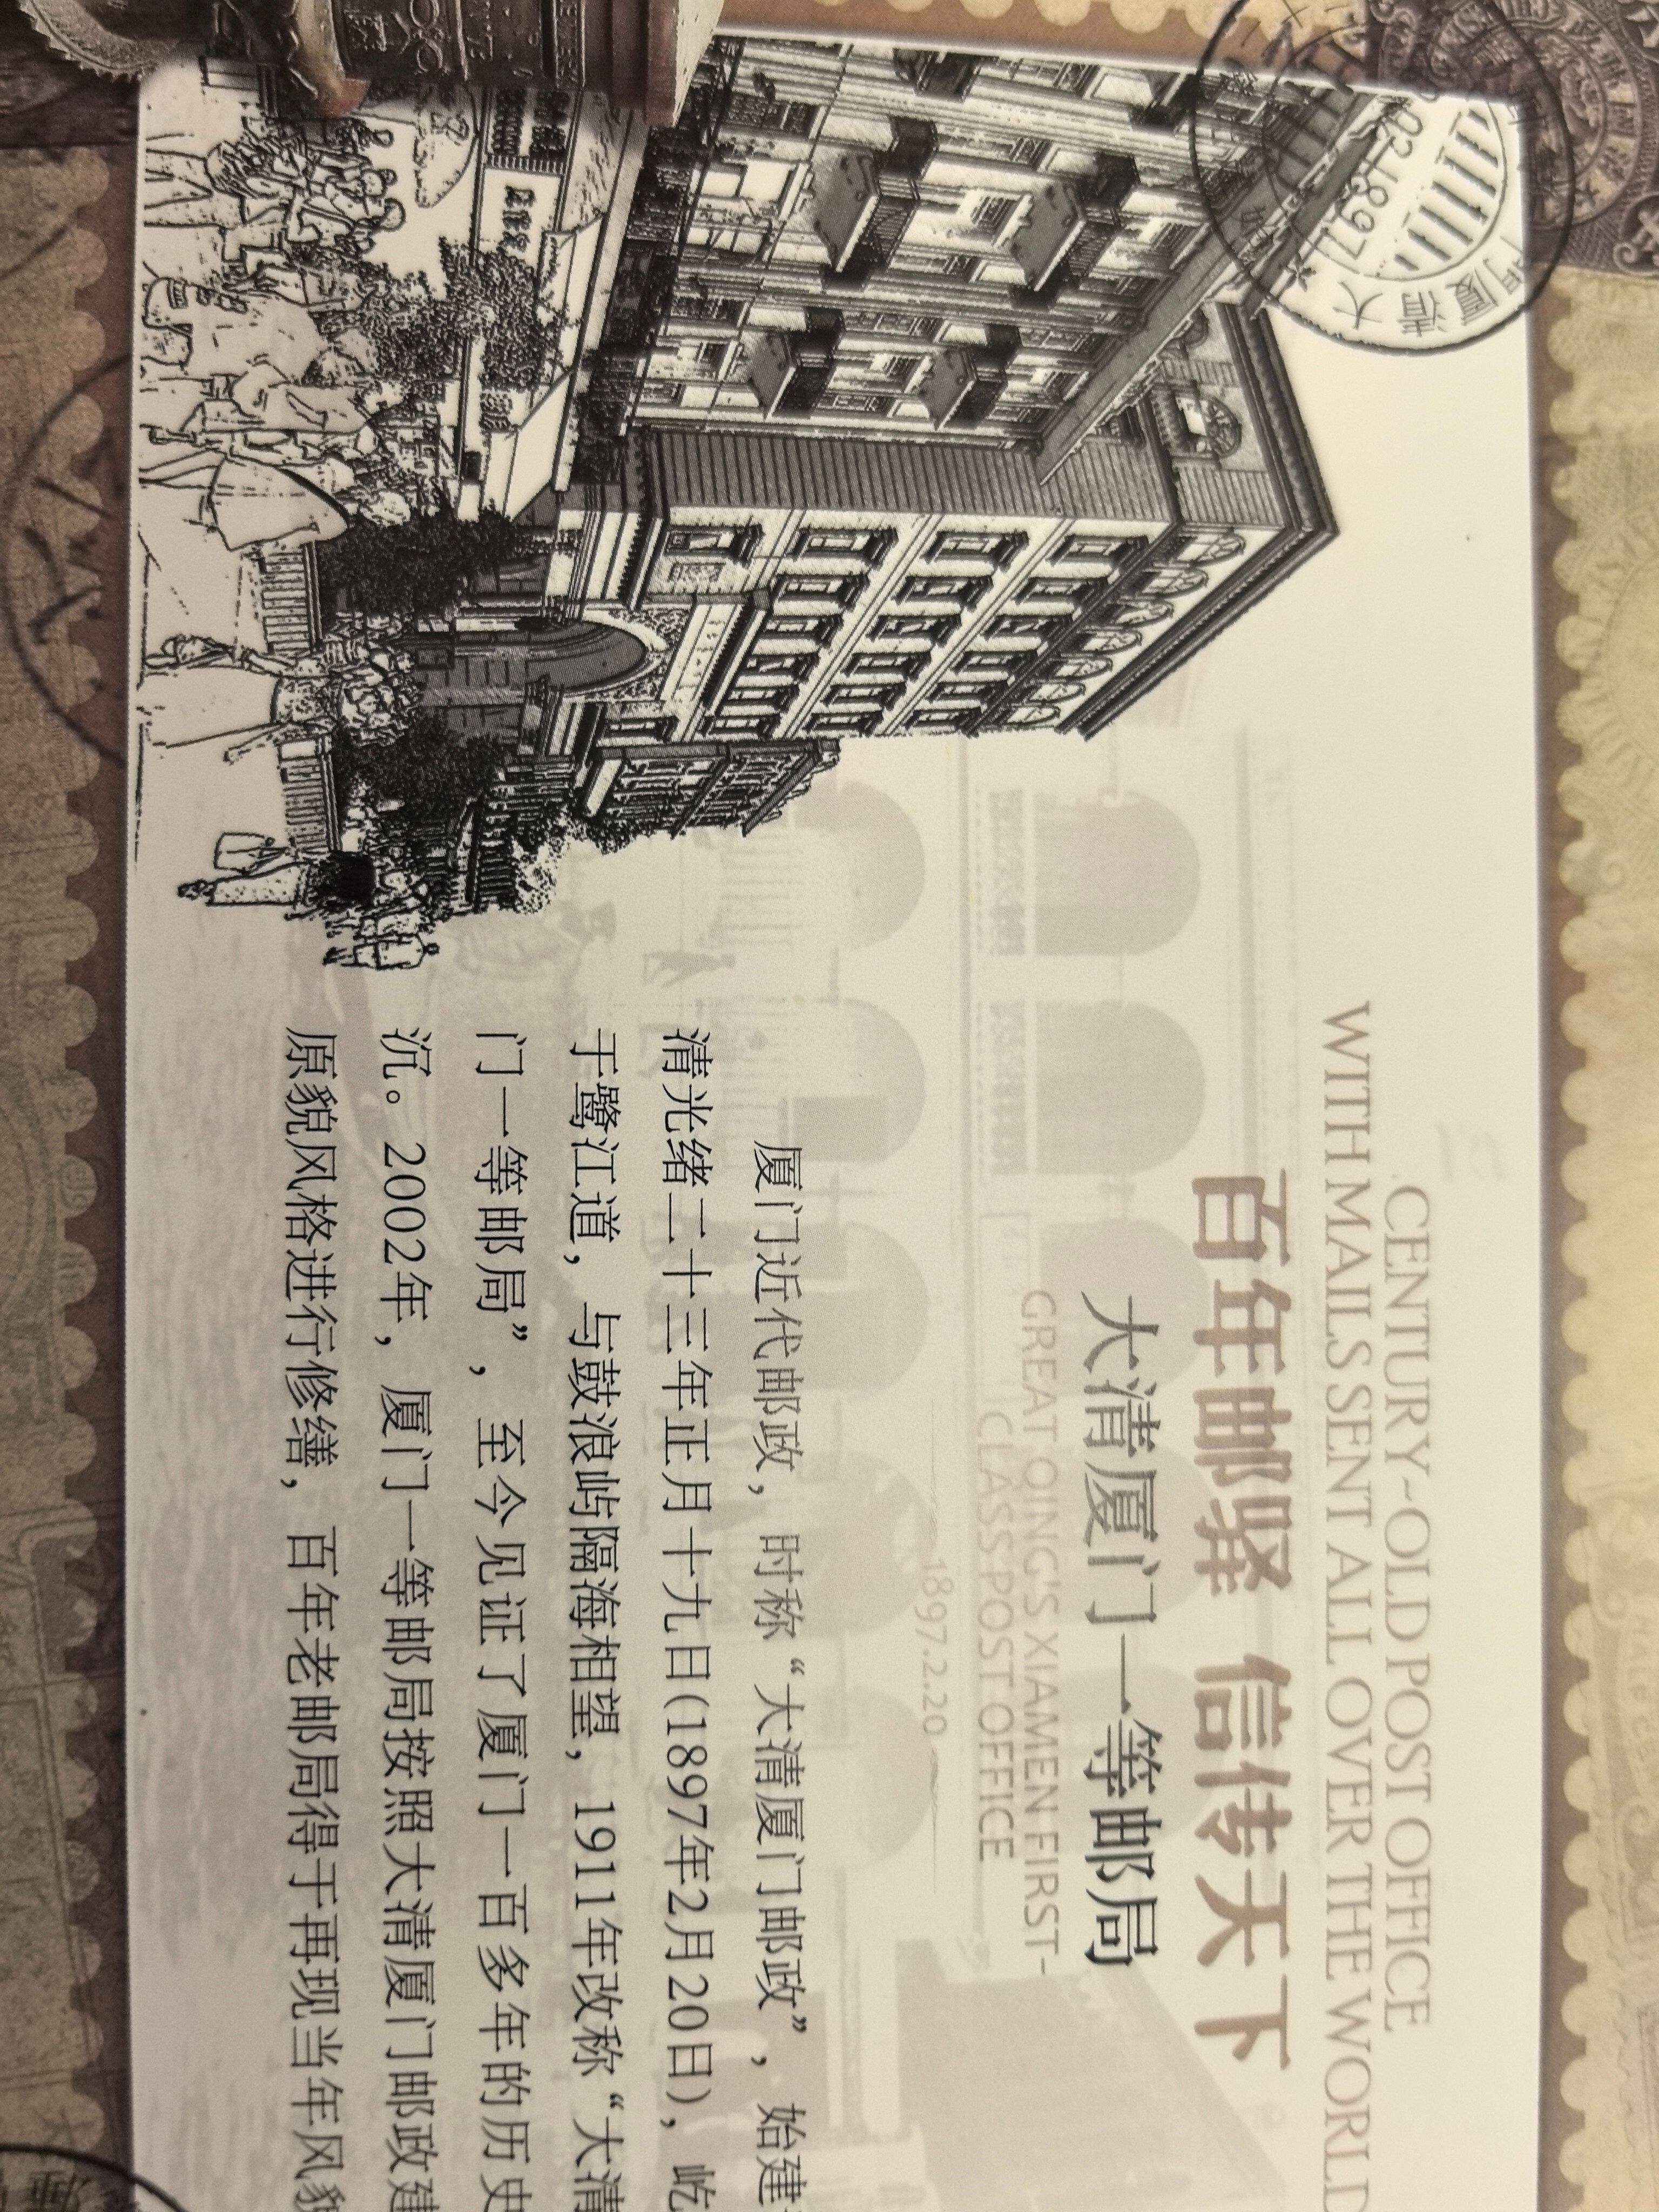 CENTURY-OLD POST OFFICE
WITH MAILS SENT ALL OVER THE WORLD
百年邮驿 信传天下
大清厦门一等邮局
GREAT QING'S XIAMEN FIRST-
CLASS POST OFFICE
1897.2.20
厦门近代邮政，时称“大清厦门邮政”，始建
清光绪二十三年正月十九日(1897年2月20日)，屹
于鹭江道，与鼓浪屿隔海相望，1911年改称“大清
门一等邮局”，至今见证了厦门一百多年的历史
沉。2002年，厦门一等邮局按照大清厦门邮政建
原貌风格进行修缮，百年老邮局得于再现当年风貌
大清厦门